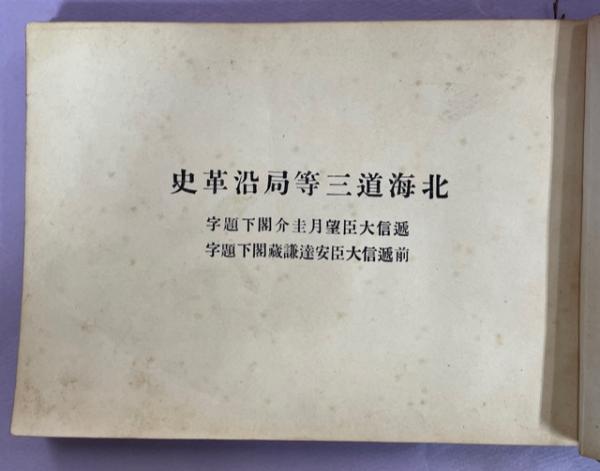 北海道三等局沿革史
遞信大臣望月圭介閣下題字
前遞信大臣安達謙藏閣下題字